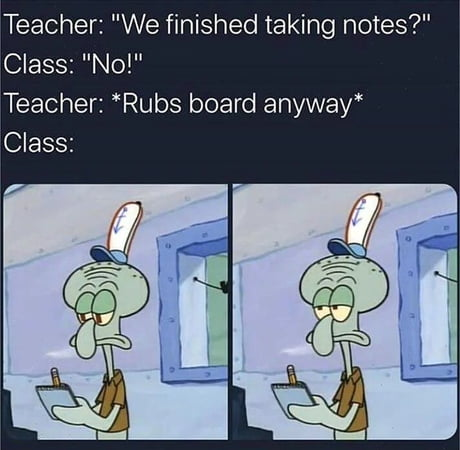 Teacher: "We finished taking notes?"
Class: "No!"
Teacher: *Rubs board anyway*
Class: